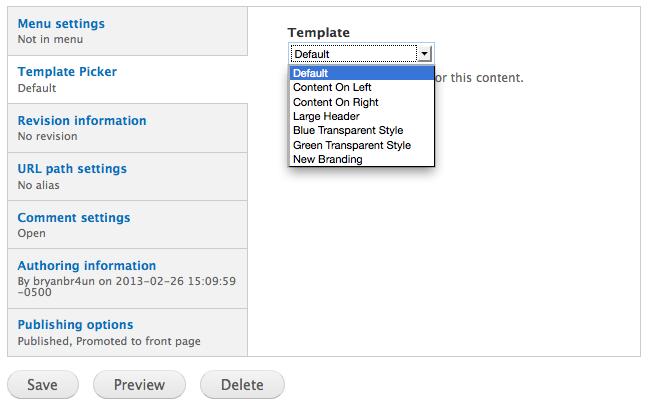 Menu settings
Not in menu
Template Picker
Default
Revision information
No revision
URL path settings
No alias
Comment settings
Open
Authoring information
By bryanbr4un on 2013-02-26 15:09:59
-0500
Publishing options
Published, Promoted to front page
Template
Default
Default
or this content.
Content On Left
Content On Right
Large Header
Blue Transparent Style
Green Transparent Style
New Branding
Save
Preview
Delete